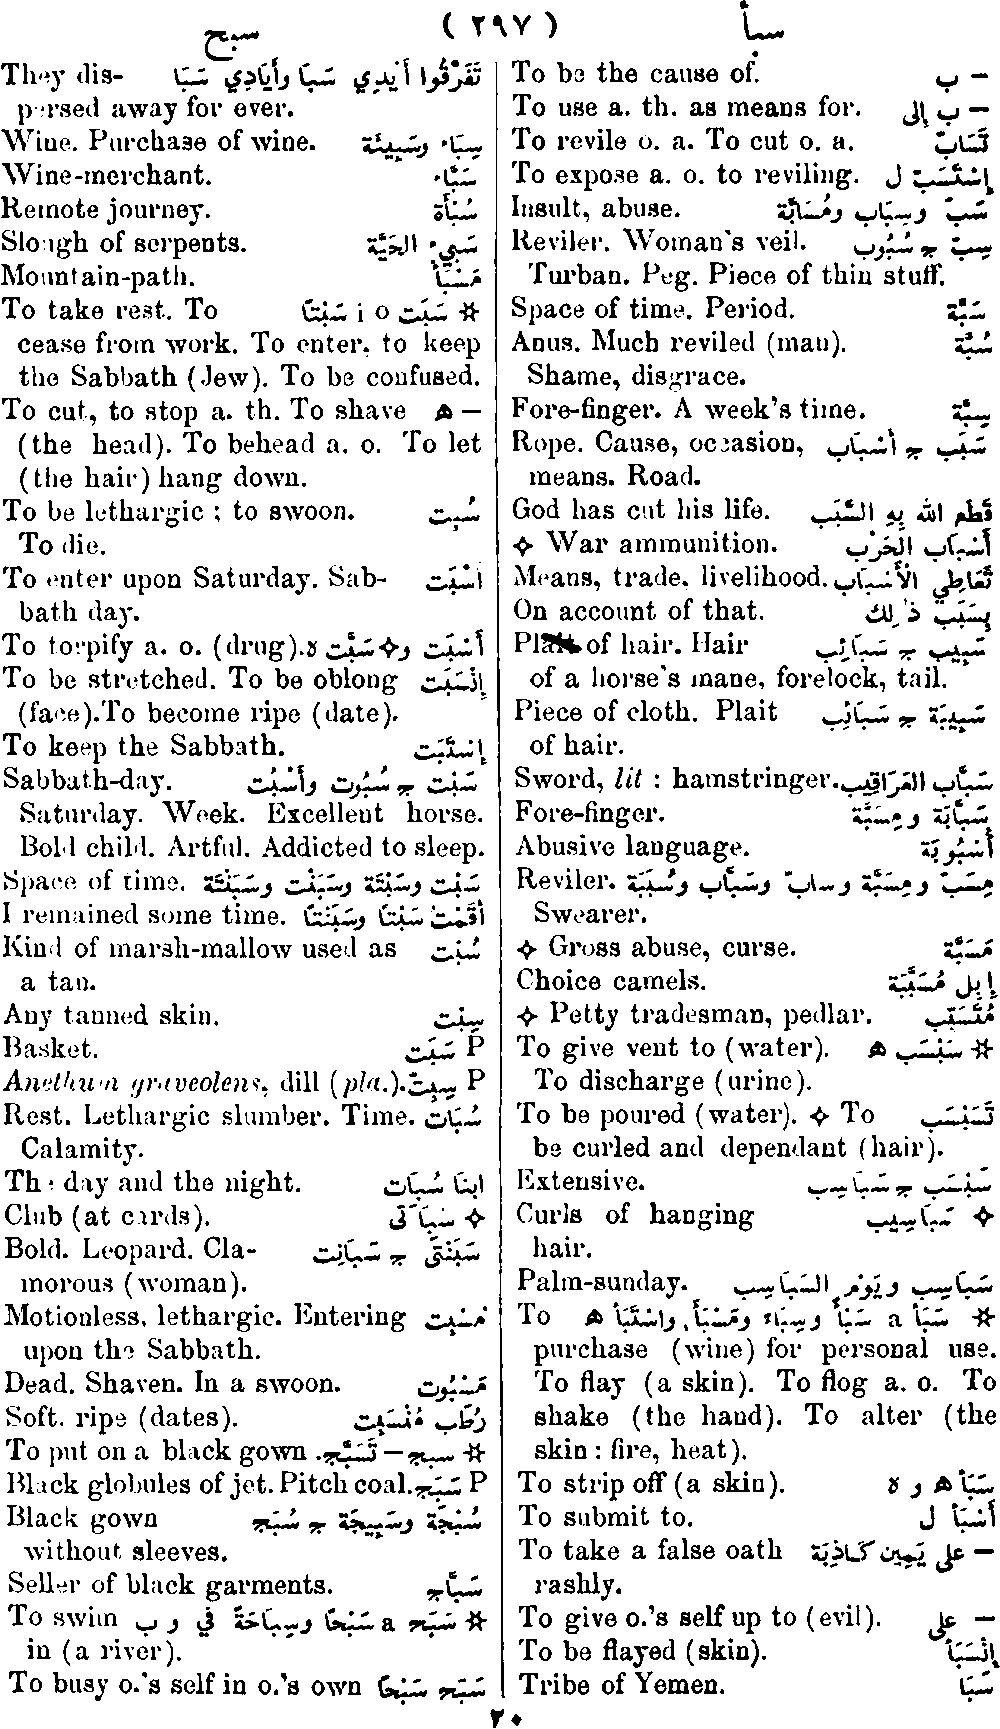 سبأ ( ٢٩٧ ) سبح
To be the cause of. — ب
To use a. th. as means for. — ب إلى
To revile o. a. To cut o. a. تَسَابَّ
To expose a. o. to reviling. إِسْتَسَبَّ ل
Insult, abuse. سَبّ وسِبَاب ومُسَابَّة
Reviler. Woman's veil. سِبّ ج سُبُوب
Turban. Peg. Piece of thin stuff.
Space of time. Period. سَبَّة
Anus. Much reviled (man). سُبَّة
Shame, disgrace.
Fore-finger. A week's time. سِبَّة
Rope. Cause, occasion, سَبَب ج أَسْبَاب
means. Road.
God has cut his life. قَطَع الله بِهِ السَّبَب
✧ War ammunition. أَسْبَاب الحَرْب
Means, trade, livelihood. تَعَاطِي الْأَسْبَاب
On account of that. بِسَبَب ذٰلِك
Plait of hair. Hair سَبِيب ج سَبَائِب
of a horse's mane, forelock, tail.
Piece of cloth. Plait سَبِيبَة ج سَبَائِب
of hair.
Sword, lit : hamstringer. سَبَّاب العَرَاقِيب
Fore-finger. سَبَّابَة ومِسَبَّة
Abusive language. أُسْبُوبَة
Reviler. مِسَبّ ومِسَبَّة وسابّ وسَبَّاب وسُبَبَة
Swearer.
✧ Gross abuse, curse. مَسَبَّة
Choice camels. إِبِل مُسَبَّبَة
✧ Petty tradesman, pedlar. مُتَسَبِّب
To give vent to (water). ✲ سَبْسَب ه
To discharge (urine).
To be poured (water). ✧ To تَسَبْسَب
be curled and dependant (hair).
Extensive. سَبْسَب ج سَبَاسِب
Curls of hanging ✧ سَبَاسِيب
hair.
Palm-sunday. سَبَاسِب ويَوْم السَبَاسِب
To ✲ سَبَأ a سَبْأً وسِبَاء ومَسْبَأً, واسْتَبَأ ه
purchase (wine) for personal use.
To flay (a skin). To flog a. o. To
shake (the hand). To alter (the
skin : fire, heat).
To strip off (a skin). سَبَأ ه و ة
To submit to. أَسْبَأ ل
To take a false oath — على يَمِين كَاذِبَة
rashly.
To give o.'s self up to (evil). — على
To be flayed (skin). إِنْسَبَأ
Tribe of Yemen. سَبَا
They dis- تَفَرَّقُوا أَيْدِي سَبَا وأَيَادِي سَبَا
persed away for ever.
Wine. Purchase of wine. سِبَاء وسَبِيئَة
Wine-merchant. سَبَّاء
Remote journey. سُبْأَة
Slough of serpents. سَبِيء الحَيَّة
Mountain-path. مَسْبَأ
To take rest. To ✲ سَبَت i o سَبْتًا
cease from work. To enter, to keep
the Sabbath (Jew). To be confused.
To cut, to stop a. th. To shave — ه
(the head). To behead a. o. To let
(the hair) hang down.
To be lethargic ; to swoon. سُبِت
To die.
To enter upon Saturday. Sab- أَسْبَت
bath day.
To torpify a. o. (drug). أَسْبَت و✧سَبَّت ة
To be stretched. To be oblong إِنْسَبَت
(face). To become ripe (date).
To keep the Sabbath. إِسْتَبَت
Sabbath-day. سَبْت ج سُبُوت وأَسْبُت
Saturday. Week. Excellent horse.
Bold child. Artful. Addicted to sleep.
Space of time. سَبْت وسَبْتَة وسَبَنْت وسَبَنْتَة
I remained some time. أَقَمْتُ سَبْتًا وسَبَنْتًا
Kind of marsh-mallow used as سُبْت
a tan.
Any tanned skin. سِبْت
Basket. P سَبَت
Anethum graveolens, dill (pla.). P سِبِتّ
Rest. Lethargic slumber. Time. سُبَات
Calamity.
The day and the night. ابنَا سُبَات
Club (at cards). ✧ سَبَاتي
Bold. Leopard. Cla- سَبَنْتَى ج سَبَانِت
morous (woman).
Motionless, lethargic. Entering مُسْبِت
upon the Sabbath.
Dead. Shaven. In a swoon. مَسْبُوت
Soft, ripe (dates). رُطَب مُنْسَبِت
To put on a black gown. ✲ سبج — تَسَبَّج
Black globules of jet. Pitch coal. P سَبَج
Black gown سُبْجَة وسَبِيجَة ج سُبَج
without sleeves.
Seller of black garments. سَبَّاج
To swim ✲ سَبَح a سَبْحًا وسِبَاحَةً في و ب
in (a river).
To busy o.'s self in o.'s own سَبَح سَبْحًا
٢٠